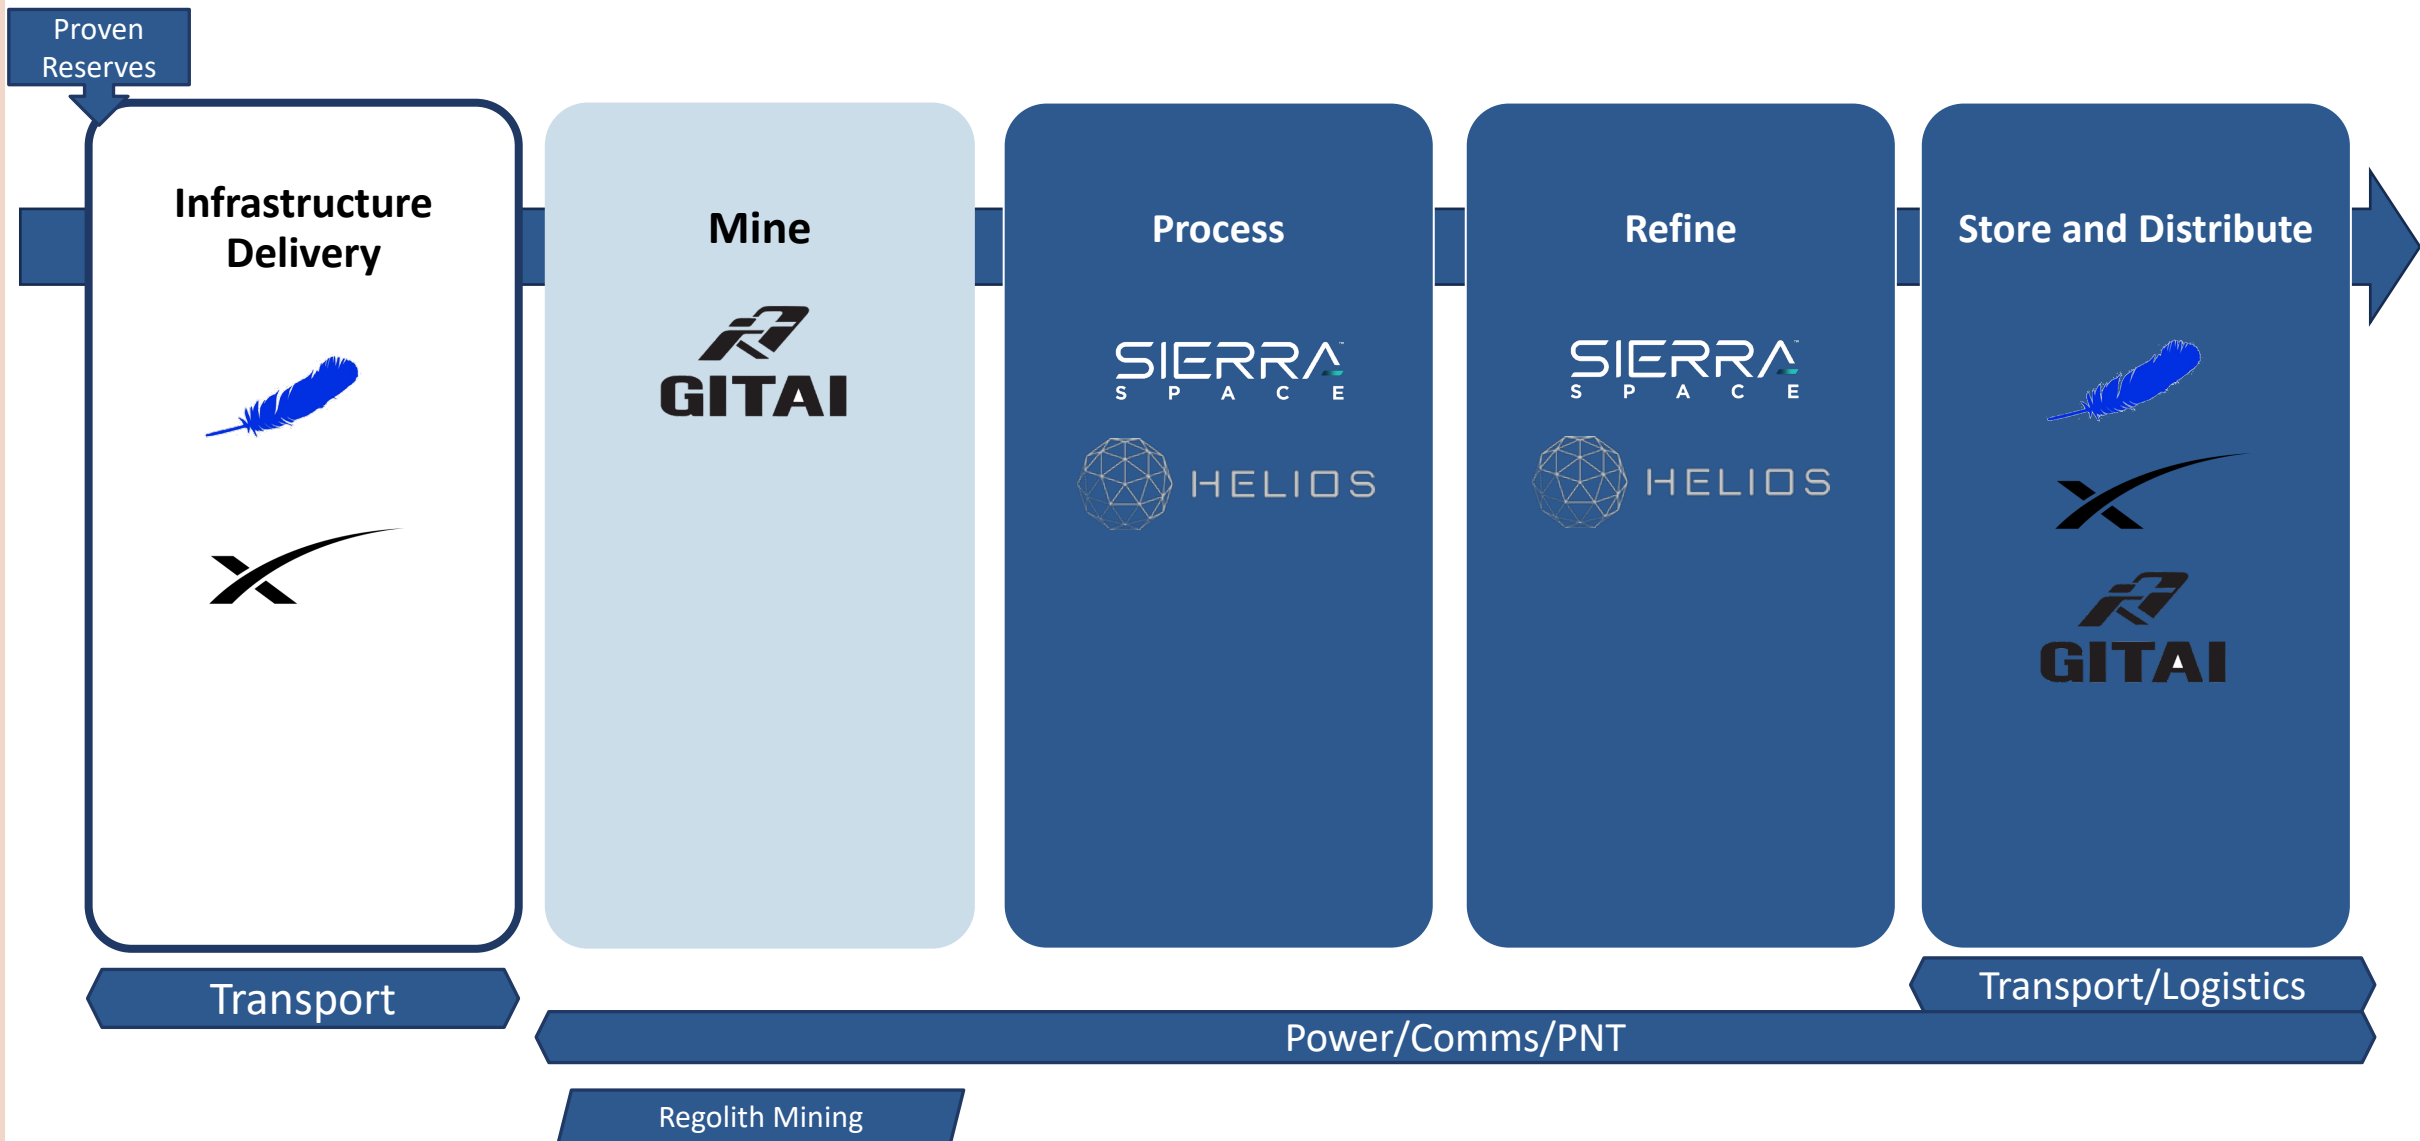 Proven
Reserves
Infrastructure
Delivery
Mine
GITAI
Process
SIERRA
SPACE
HELIOS
Refine
SIERRA
SPACE
HELIOS
Store and Distribute
X
GITAI
Transport
Transport/Logistics
Power/Comms/PNT
Regolith Mining